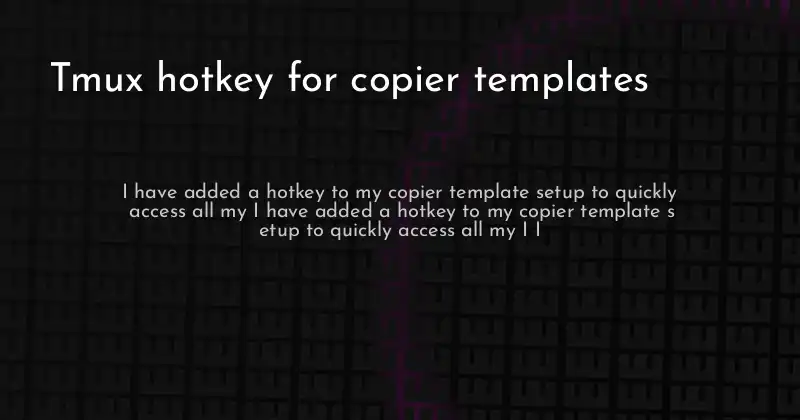 Tmux hotkey for copier templates
I have added a hotkey to my copier template setup to quickly
access all my I have added a hotkey to my copier template s
etup to quickly access all my I I